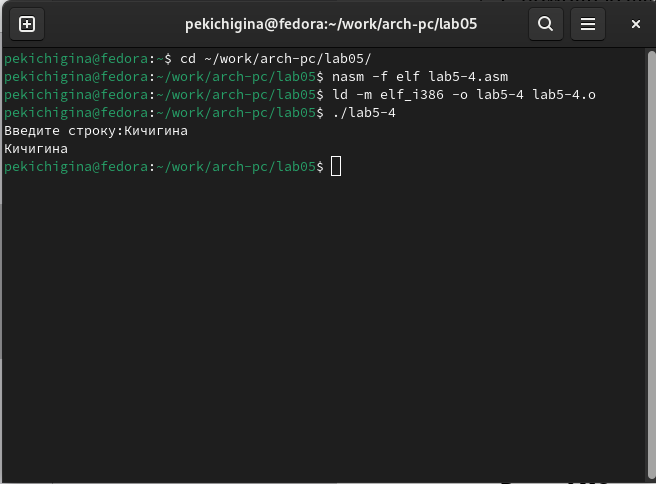 pekichigina@fedora:~/work/arch-pc/lab05
pekichigina@fedora:~$ cd ~/work/arch-pc/lab05/
pekichigina@fedora:~/work/arch-pc/lab05$ nasm -f elf lab5-4.asm
pekichigina@fedora:~/work/arch-pc/lab05$ ld -m elf_i386 -o lab5-4 lab5-4.o
pekichigina@fedora:~/work/arch-pc/lab05$ ./lab5-4
Введите строку:Кичигина
Кичигина
pekichigina@fedora:~/work/arch-pc/lab05$